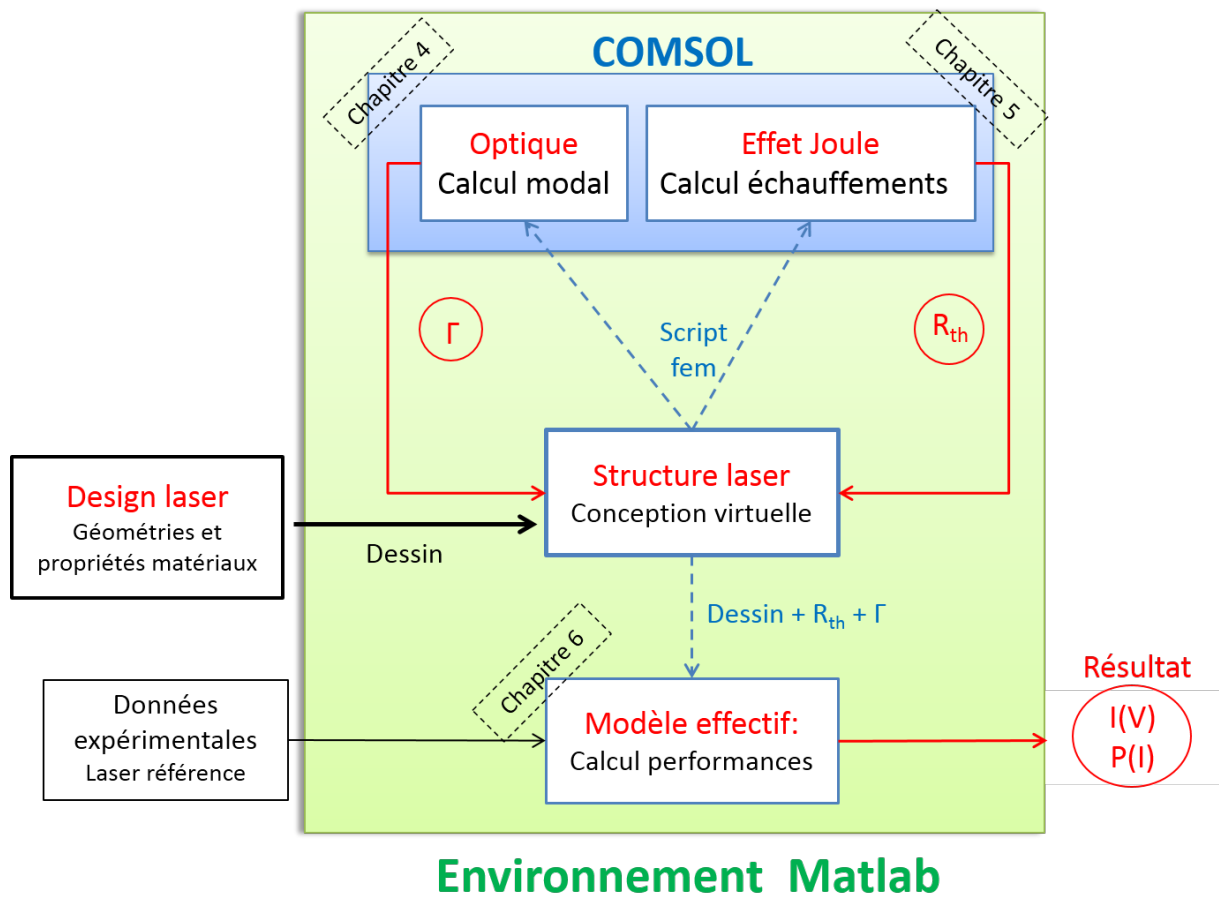 COMSOL
Chapitre 4
Chapitre 5
Optique
Calcul modal
Effet Joule
Calcul échauffements
Γ
Script
fem
Rth
Design laser
Géométries et
propriétés matériaux
Dessin
Structure laser
Conception virtuelle
Dessin + Rth + Γ
Chapitre 6
Données
expérimentales
Laser référence
Modèle effectif:
Calcul performances
Résultat
I(V)
P(I)
Environnement Matlab